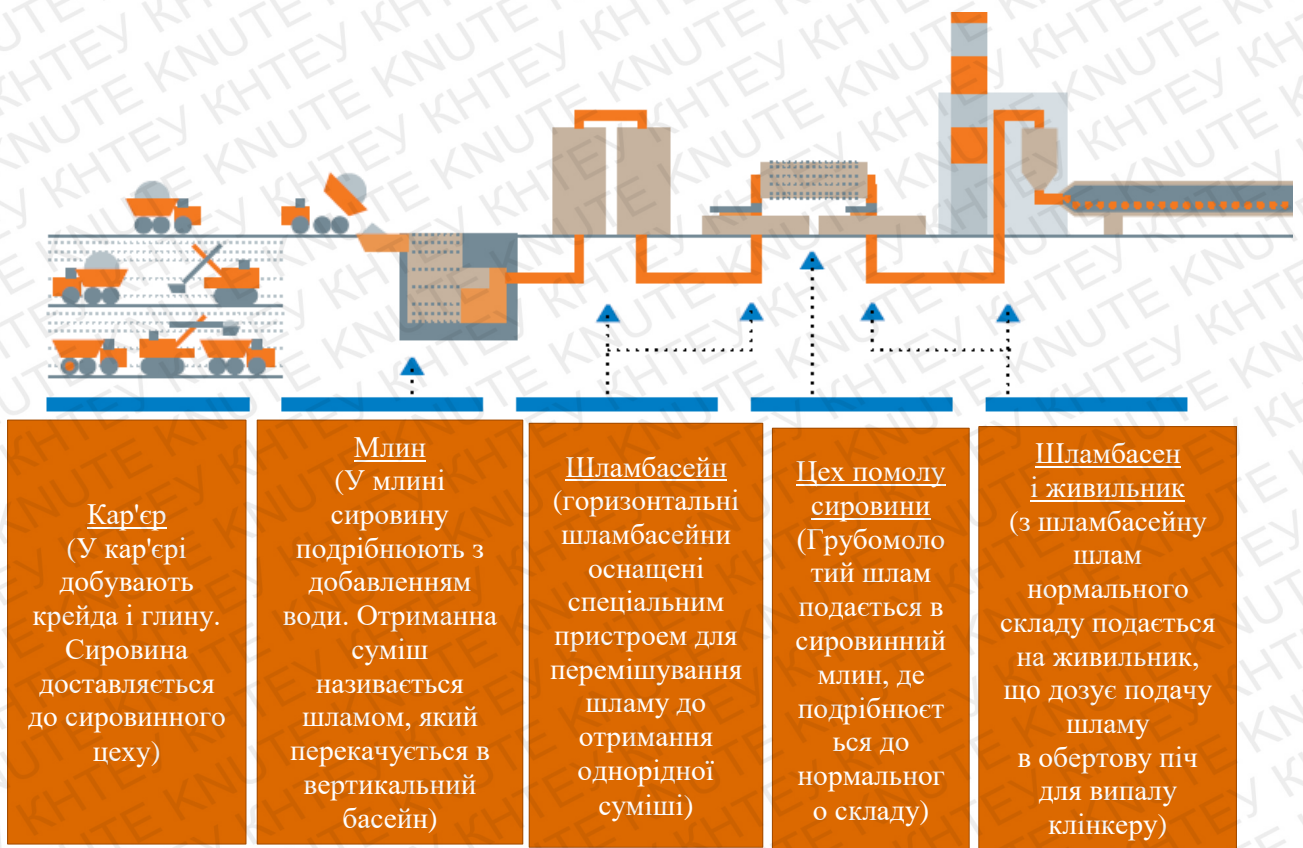 Кар'єр
(У кар'єрі
добувають
крейда і глину.
Сировина
доставляється
до сировинного
цеху)
Млин
(У млині
сировину
подрібнюють з
добавленням
води. Отриманна
суміш
називається
шламом, який
перекачується в
вертикальний
басейн)
Шламбасейн
(горизонтальні
шламбасейни
оснащені
спеціальним
пристроем для
перемішування
шламу до
отримання
однорідної
суміші)
Цех помолу
сировини
(Грубомоло
тий шлам
подається в
сировинний
млин, де
подрібнюєт
ься до
нормальног
о складу)
Шламбасен
і живильник
(з шламбасейну
шлам
нормального
складу подається
на живильник,
що дозує подачу
шламу
в обертову піч
для випалу
клінкеру)